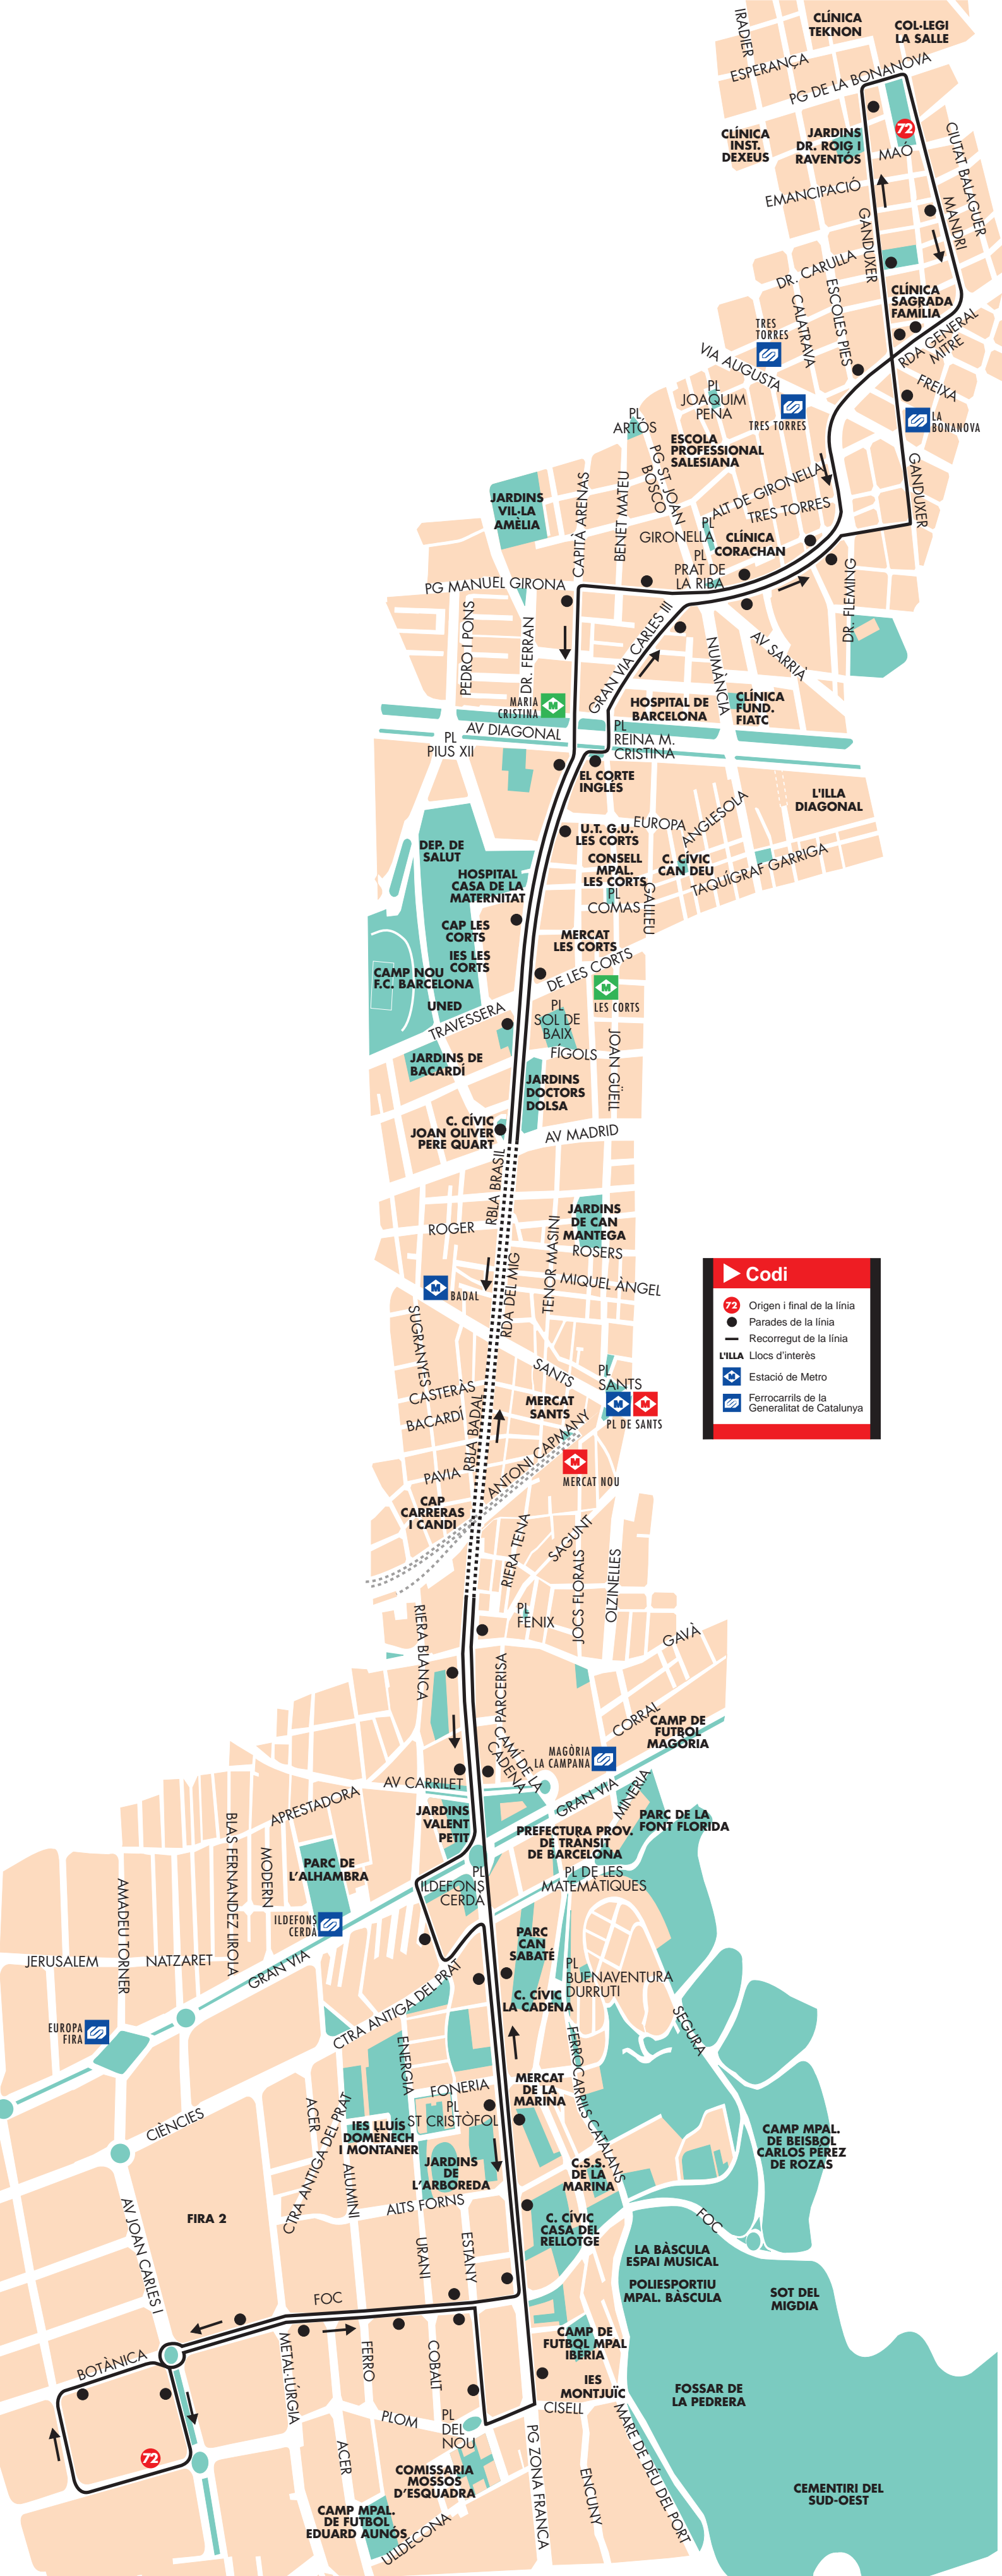 IRADIER
CLÍNICA
TEKNON
COL·LEGI
LA SALLE
ESPERANÇA
PG DE LA BONANOVA
CLÍNICA
INST.
DEXEUS
JARDINS
DR. ROIG I
RAVENTÓS
72
MAÓ
CIUTAT BALAGUER
EMANCIPACIÓ
GANDUXER
MANDRI
DR. CARULLA
ESCOLES PIES
CALATRAVA
CLÍNICA
SAGRADA
FAMÍLIA
RDA GENERAL
MITRE
TRES
TORRES
VIA AUGUSTA
FREIXA
PL
JOAQUIM
PENA
TRES TORRES
LA
BONANOVA
PL
ARTÓS
ESCOLA
PROFESSIONAL
SALESIANA
PG ST. JOAN
BOSCO
GANDUXER
JARDINS
VIL·LA
AMÈLIA
CAPITÀ ARENAS
BENET MATEU
ALT DE GIRONELLA
TRES TORRES
PL
GIRONELLA
CLÍNICA
CORACHAN
PL
PRAT DE
LA RIBA
PG MANUEL GIRONA
DR. FLEMING
PEDRO I PONS
DR. FERRAN
GRAN VIA CARLES III
NUMÀNCIA
AV SARRIÀ
MARIA
CRISTINA
HOSPITAL DE
BARCELONA
CLÍNICA
FUND.
FIATC
AV DIAGONAL
PL
PIUS XII
PL
REINA M.
CRISTINA
EL CORTE
INGLÉS
L'ILLA
DIAGONAL
U.T. G.U.
LES CORTS
EUROPA
ANGLESOLA
DEP. DE
SALUT
CONSELL
MPAL.
LES CORTS
C. CÍVIC
CAN DEU
TAQUÍGRAF GARRIGA
HOSPITAL
CASA DE LA
MATERNITAT
PL
COMAS
GALILEU
CAP LES
CORTS
MERCAT
LES CORTS
IES LES
CORTS
CAMP NOU
F.C. BARCELONA
DE LES CORTS
LES CORTS
UNED
TRAVESSERA
PL
SOL DE
BAIX
JARDINS DE
BACARDÍ
FÍGOLS
JOAN GÜELL
JARDINS
DOCTORS
DOLSA
C. CÍVIC
JOAN OLIVER
PERE QUART
AV MADRID
RBLA BRASIL
ROGER
JARDINS
DE CAN
MANTEGA
TENOR MASINI
ROSERS
RDA DEL MIG
MIQUEL ÀNGEL
BADAL
Codi
72 Origen i final de la línia
Parades de la línia
Recorregut de la línia
L'ILLA Llocs d'interès
Estació de Metro
Ferrocarrils de la
Generalitat de Catalunya
SUGRANYES
SANTS
PL
SANTS
CASTERÀS
BACARDÍ
MERCAT
SANTS
PL DE SANTS
RBLA BADAL
ANTONI CAPMANY
PAVIA
MERCAT NOU
CAP
CARRERAS
I CANDI
RIERA TENA
SAGUNT
JOCS FLORALS
OLZINELLES
PL
FÈNIX
RIERA BLANCA
GAVÀ
PARCERISA
CORRAL
CAMP DE
FUTBOL
MAGÒRIA
CAMÍ DE LA
CADENA
MAGÒRIA
LA CAMPANA
AV CARRILET
GRAN VIA
MINERIA
APRESTADORA
JARDINS
VALENT
PETIT
PARC DE LA
FONT FLORIDA
PREFECTURA PROV.
DE TRÀNSIT
DE BARCELONA
BLAS FERNANDEZ LIROLA
MODERN
PARC DE
L'ALHAMBRA
PL
ILDEFONS
CERDÀ
PL DE LES
MATEMÀTIQUES
AMADEU TORNER
ILDEFONS
CERDÀ
PARC
CAN
SABATÉ
JERUSALEM
NATZARET
GRAN VIA
CTRA ANTIGA DEL PRAT
PL
BUENAVENTURA
DURRUTI
C. CÍVIC
LA CADENA
EUROPA
FIRA
ENERGIA
FERROCARRILS CATALANS
SEGURA
FONERIA
MERCAT
DE LA
MARINA
CIÈNCIES
ACER
CTRA ANTIGA DEL PRAT
PL
ST CRISTÒFOL
IES LLUÍS
DOMÈNECH
I MONTANER
CAMP MPAL.
DE BEISBOL
CARLOS PÉREZ
DE ROZAS
JARDINS
DE
L'ARBOREDA
ALUMINI
C.S.S.
DE LA
MARINA
ALTS FORNS
AV JOAN CARLES I
FIRA 2
C. CÍVIC
CASA DEL
RELLOTGE
FOC
URANI
ESTANY
LA BÀSCULA
ESPAI MUSICAL
POLIESPORTIU
MPAL. BÀSCULA
SOT DEL
MIGDIA
FOC
CAMP DE
FUTBOL MPAL
IBÈRIA
BOTÀNICA
METAL·LÚRGIA
FERRO
COBALT
IES
MONTJUÏC
FOSSAR DE
LA PEDRERA
CISELL
PLOM
PL
DEL
NOU
72
ACER
PG ZONA FRANCA
ENCUNY
MARE DE DÉU DEL PORT
COMISSARIA
MOSSOS
D'ESQUADRA
CEMENTIRI DEL
SUD-OEST
CAMP MPAL.
DE FUTBOL
EDUARD AUNÓS
ULLDECONA